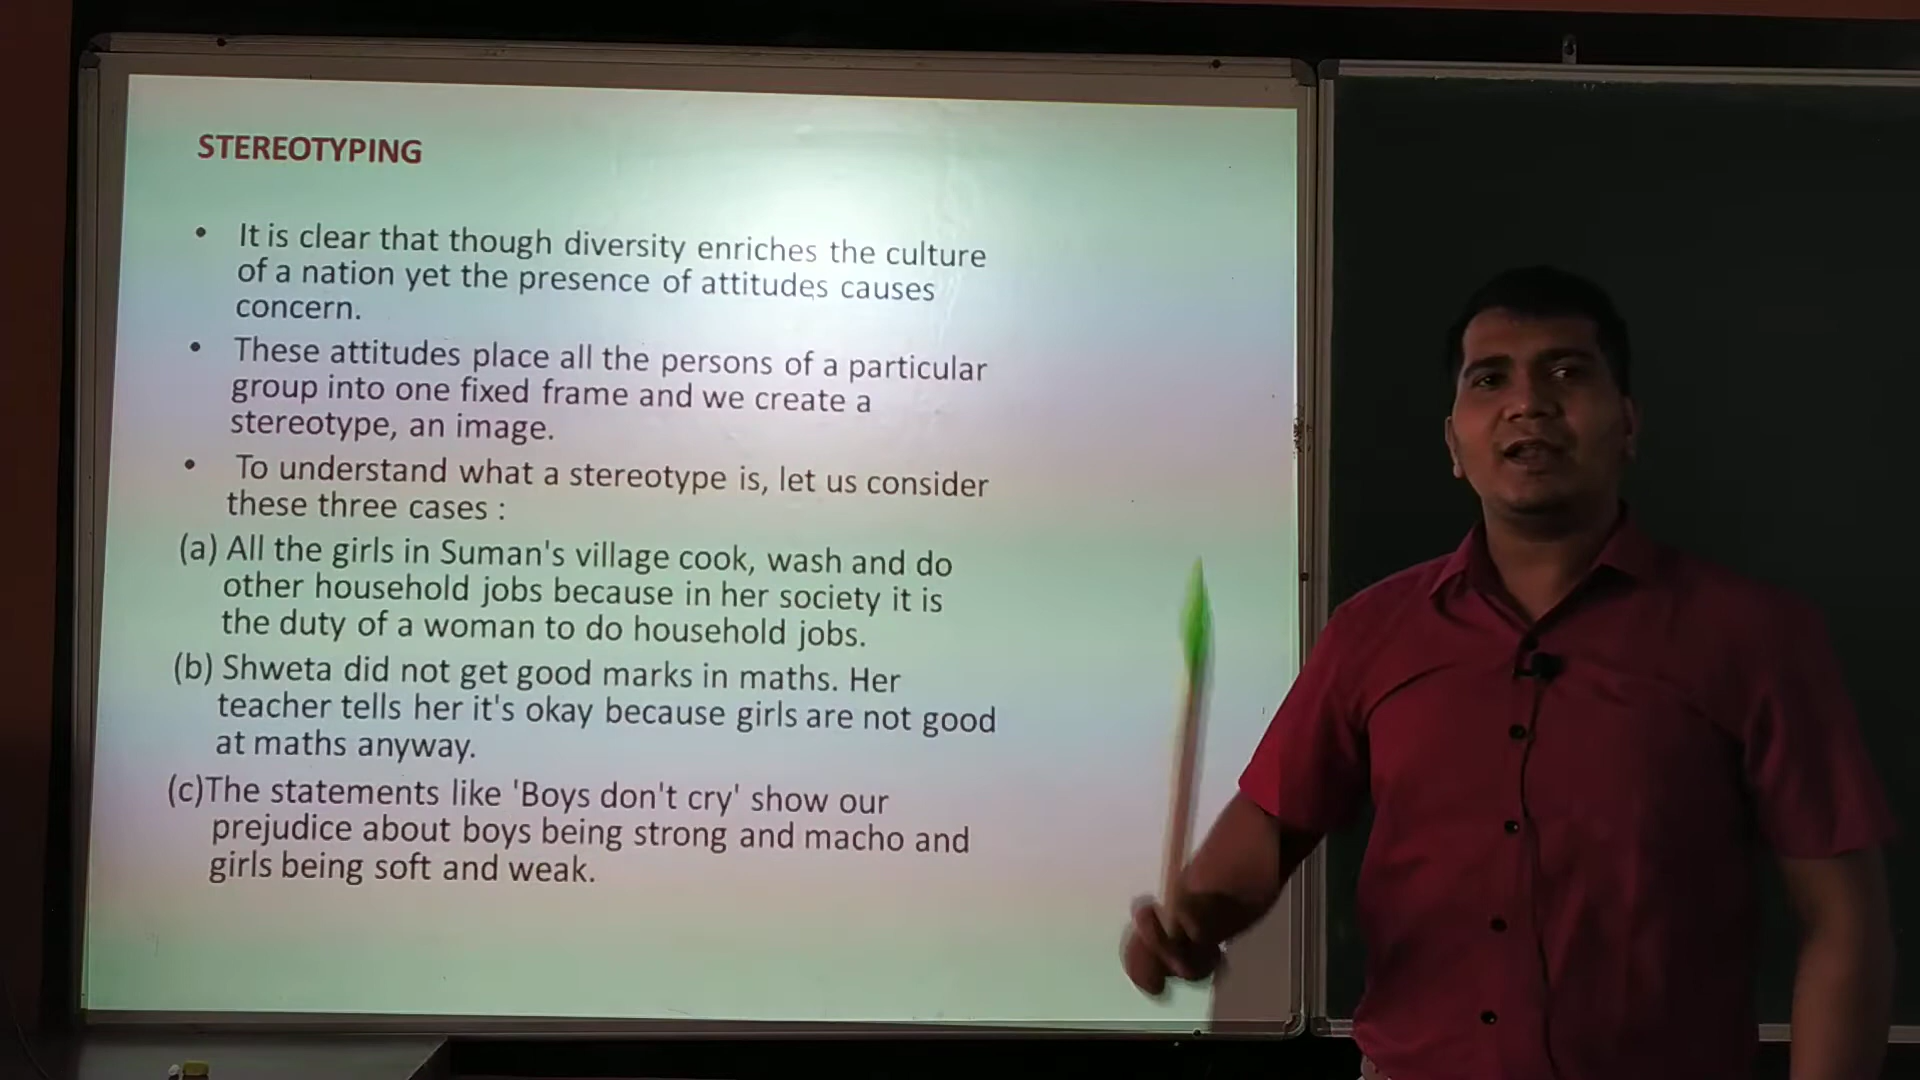 STEREOTYPING
• It is clear that though diversity enriches the culture
of a nation yet the presence of attitudes causes
concern.
• These attitudes place all the persons of a particular
group into one fixed frame and we create a
stereotype, an image.
• To understand what a stereotype is, let us consider
these three cases :
(a) All the girls in Suman's village cook, wash and do
other household jobs because in her society it is
the duty of a woman to do household jobs.
(b) Shweta did not get good marks in maths. Her
teacher tells her it's okay because girls are not good
at maths anyway.
(c)The statements like 'Boys don't cry' show our
prejudice about boys being strong and macho and
girls being soft and weak.